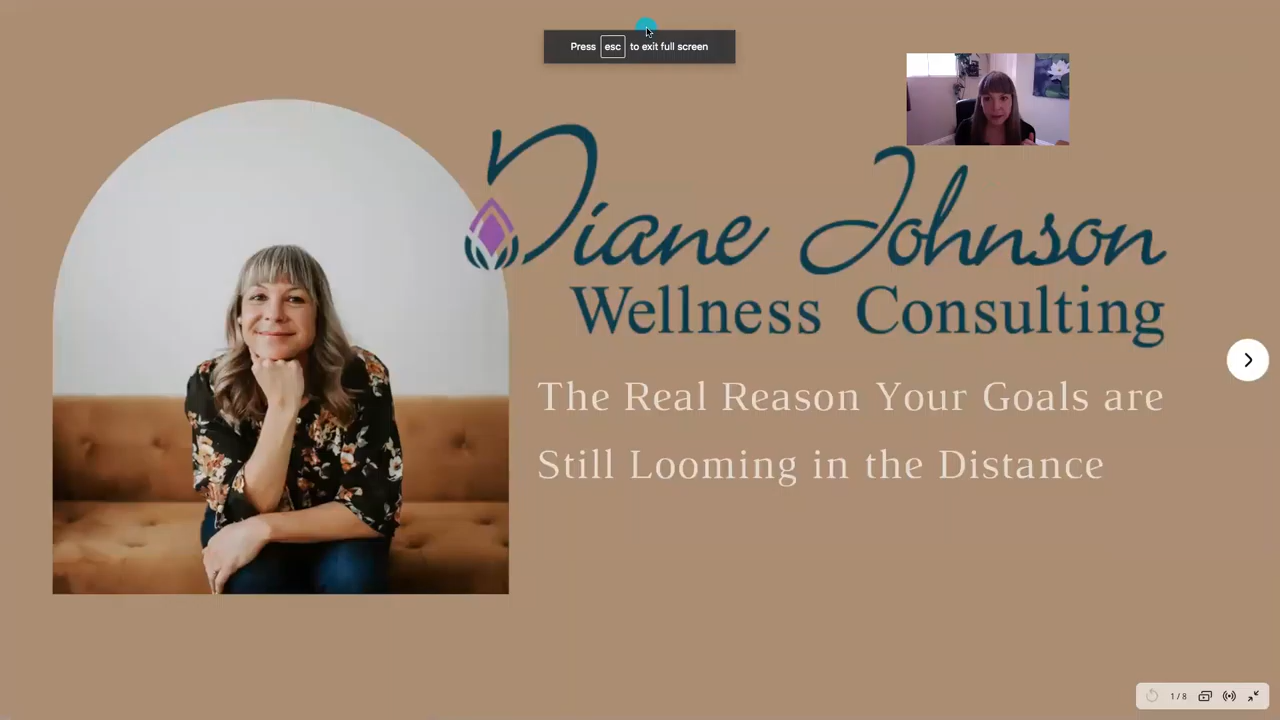 Press esc to exit full screen
Diane Johnson
Wellness Consulting
The Real Reason Your Goals are
Still Looming in the Distance
1 / 8